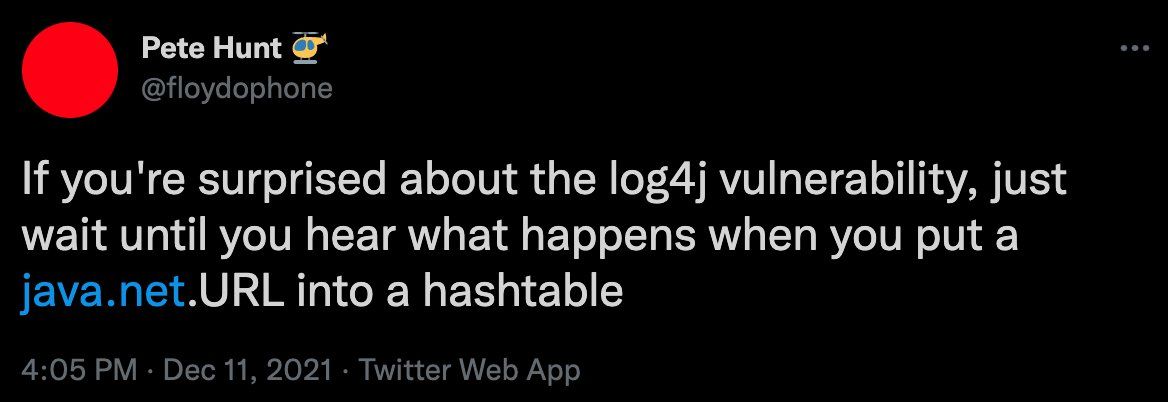 Pete Hunt 🚁
@floydophone
If you're surprised about the log4j vulnerability, just
wait until you hear what happens when you put a
java.net.URL into a hashtable
4:05 PM · Dec 11, 2021 · Twitter Web App